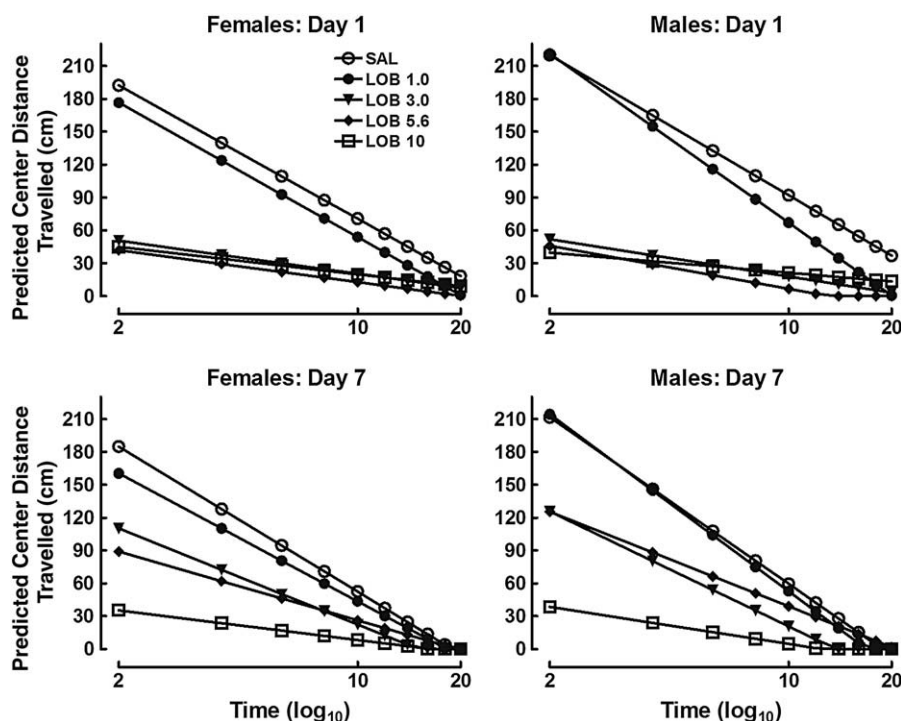 Females: Day 1
Males: Day 1
SAL
LOB 1.0
LOB 3.0
LOB 5.6
LOB 10
Predicted Center Distance
Travelled (cm)
210
180
150
120
90
60
30
0
2
10
20
210
180
150
120
90
60
30
0
2
10
20
Females: Day 7
Males: Day 7
Predicted Center Distance
Travelled (cm)
210
180
150
120
90
60
30
0
2
10
20
Time (log10)
210
180
150
120
90
60
30
0
2
10
20
Time (log10)